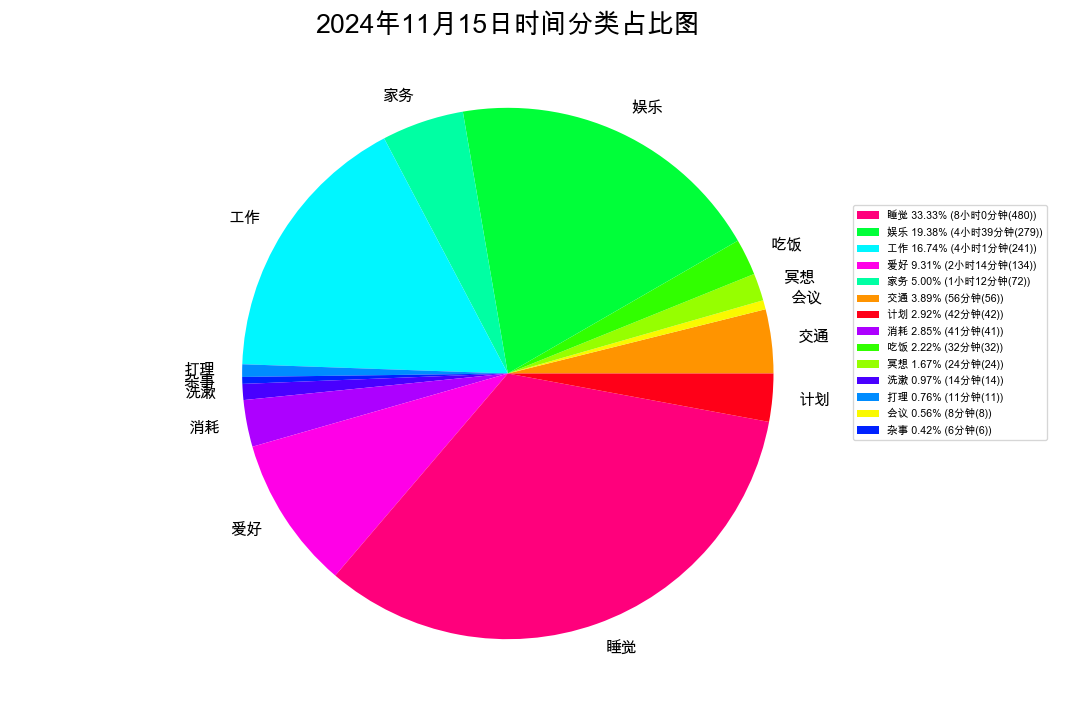 2024年11月15日时间分类占比图
家务
娱乐
工作
吃饭
冥想
会议
交通
打理
杂事
洗漱
计划
消耗
爱好
睡觉
睡觉 33.33% (8小时0分钟(480))
娱乐 19.38% (4小时39分钟(279))
工作 16.74% (4小时1分钟(241))
爱好 9.31% (2小时14分钟(134))
家务 5.00% (1小时12分钟(72))
交通 3.89% (56分钟(56))
计划 2.92% (42分钟(42))
消耗 2.85% (41分钟(41))
吃饭 2.22% (32分钟(32))
冥想 1.67% (24分钟(24))
洗漱 0.97% (14分钟(14))
打理 0.76% (11分钟(11))
会议 0.56% (8分钟(8))
杂事 0.42% (6分钟(6))